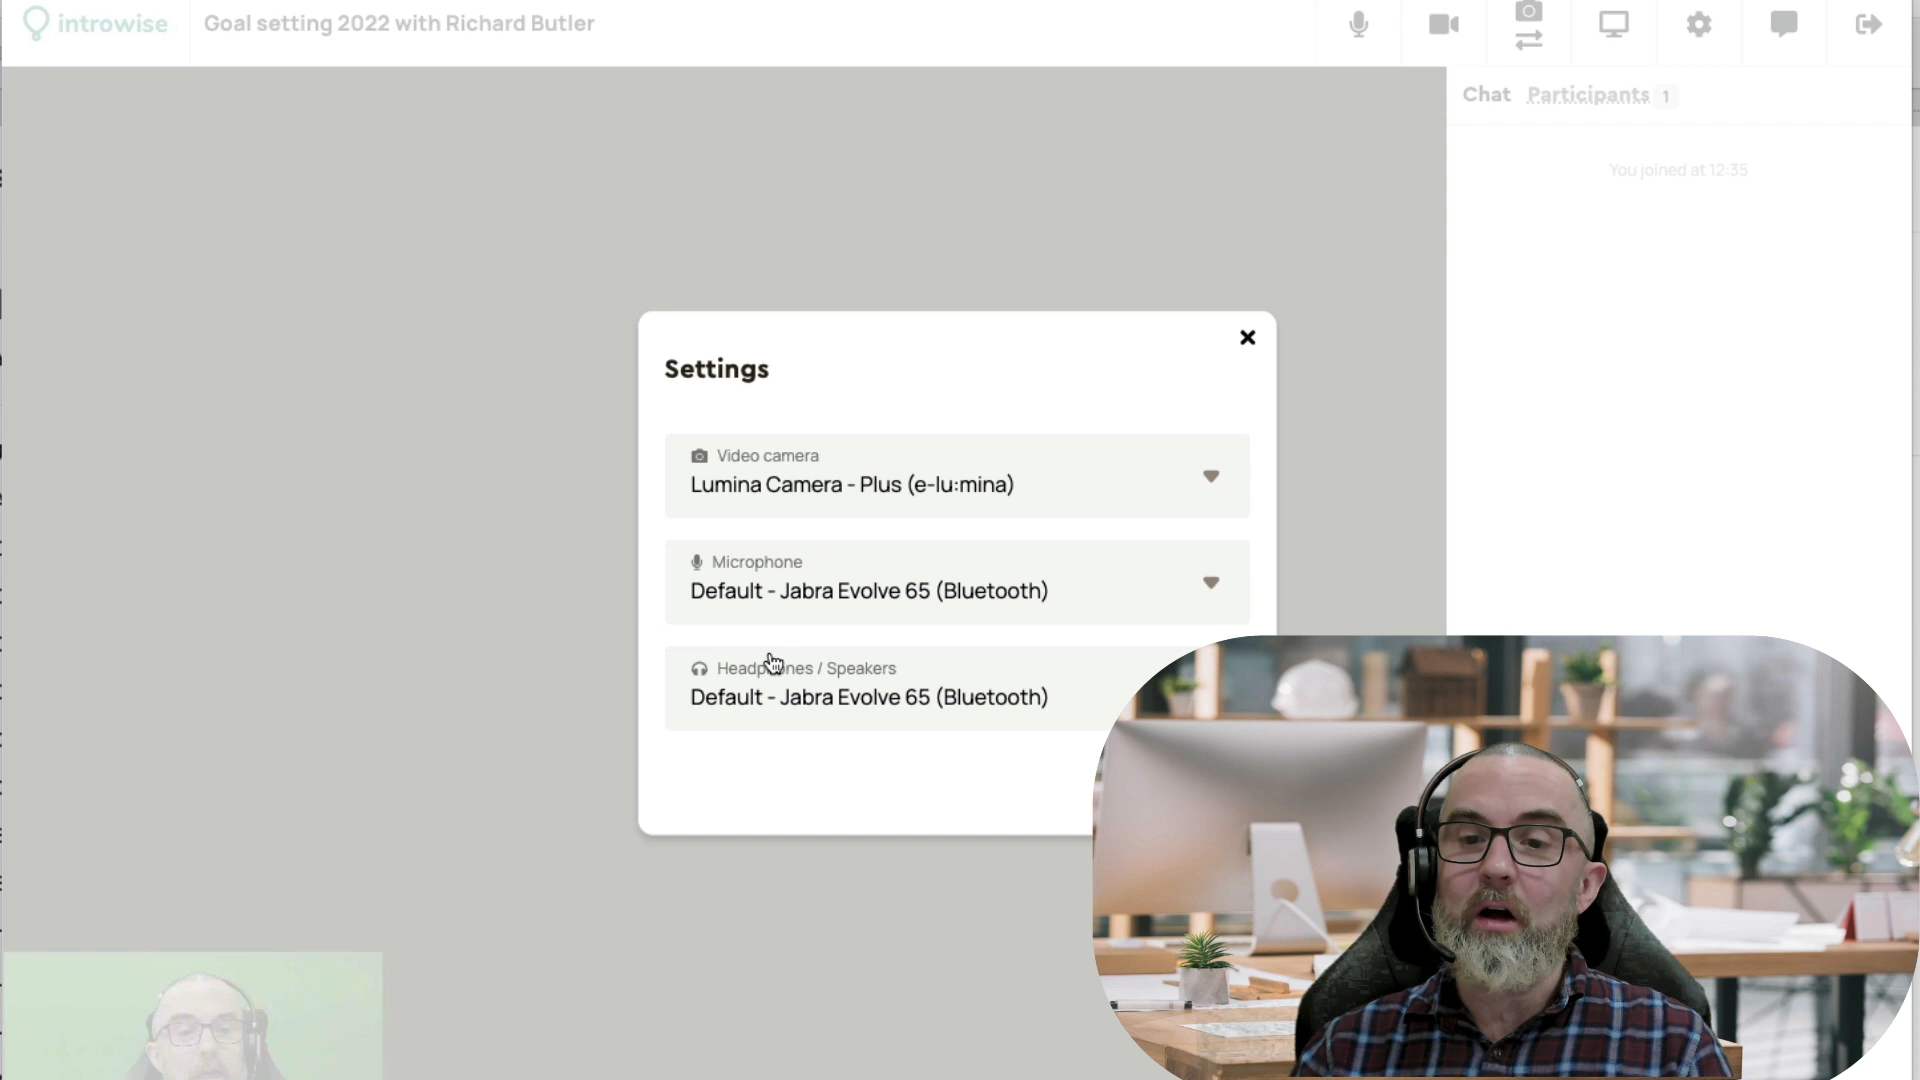 introwise
Goal setting 2022 with Richard Butler
Chat Participants 1
You joined at 12:35
Settings
Video camera
Lumina Camera - Plus (e-lu:mina)
Microphone
Default - Jabra Evolve 65 (Bluetooth)
Headphones / Speakers
Default - Jabra Evolve 65 (Bluetooth)